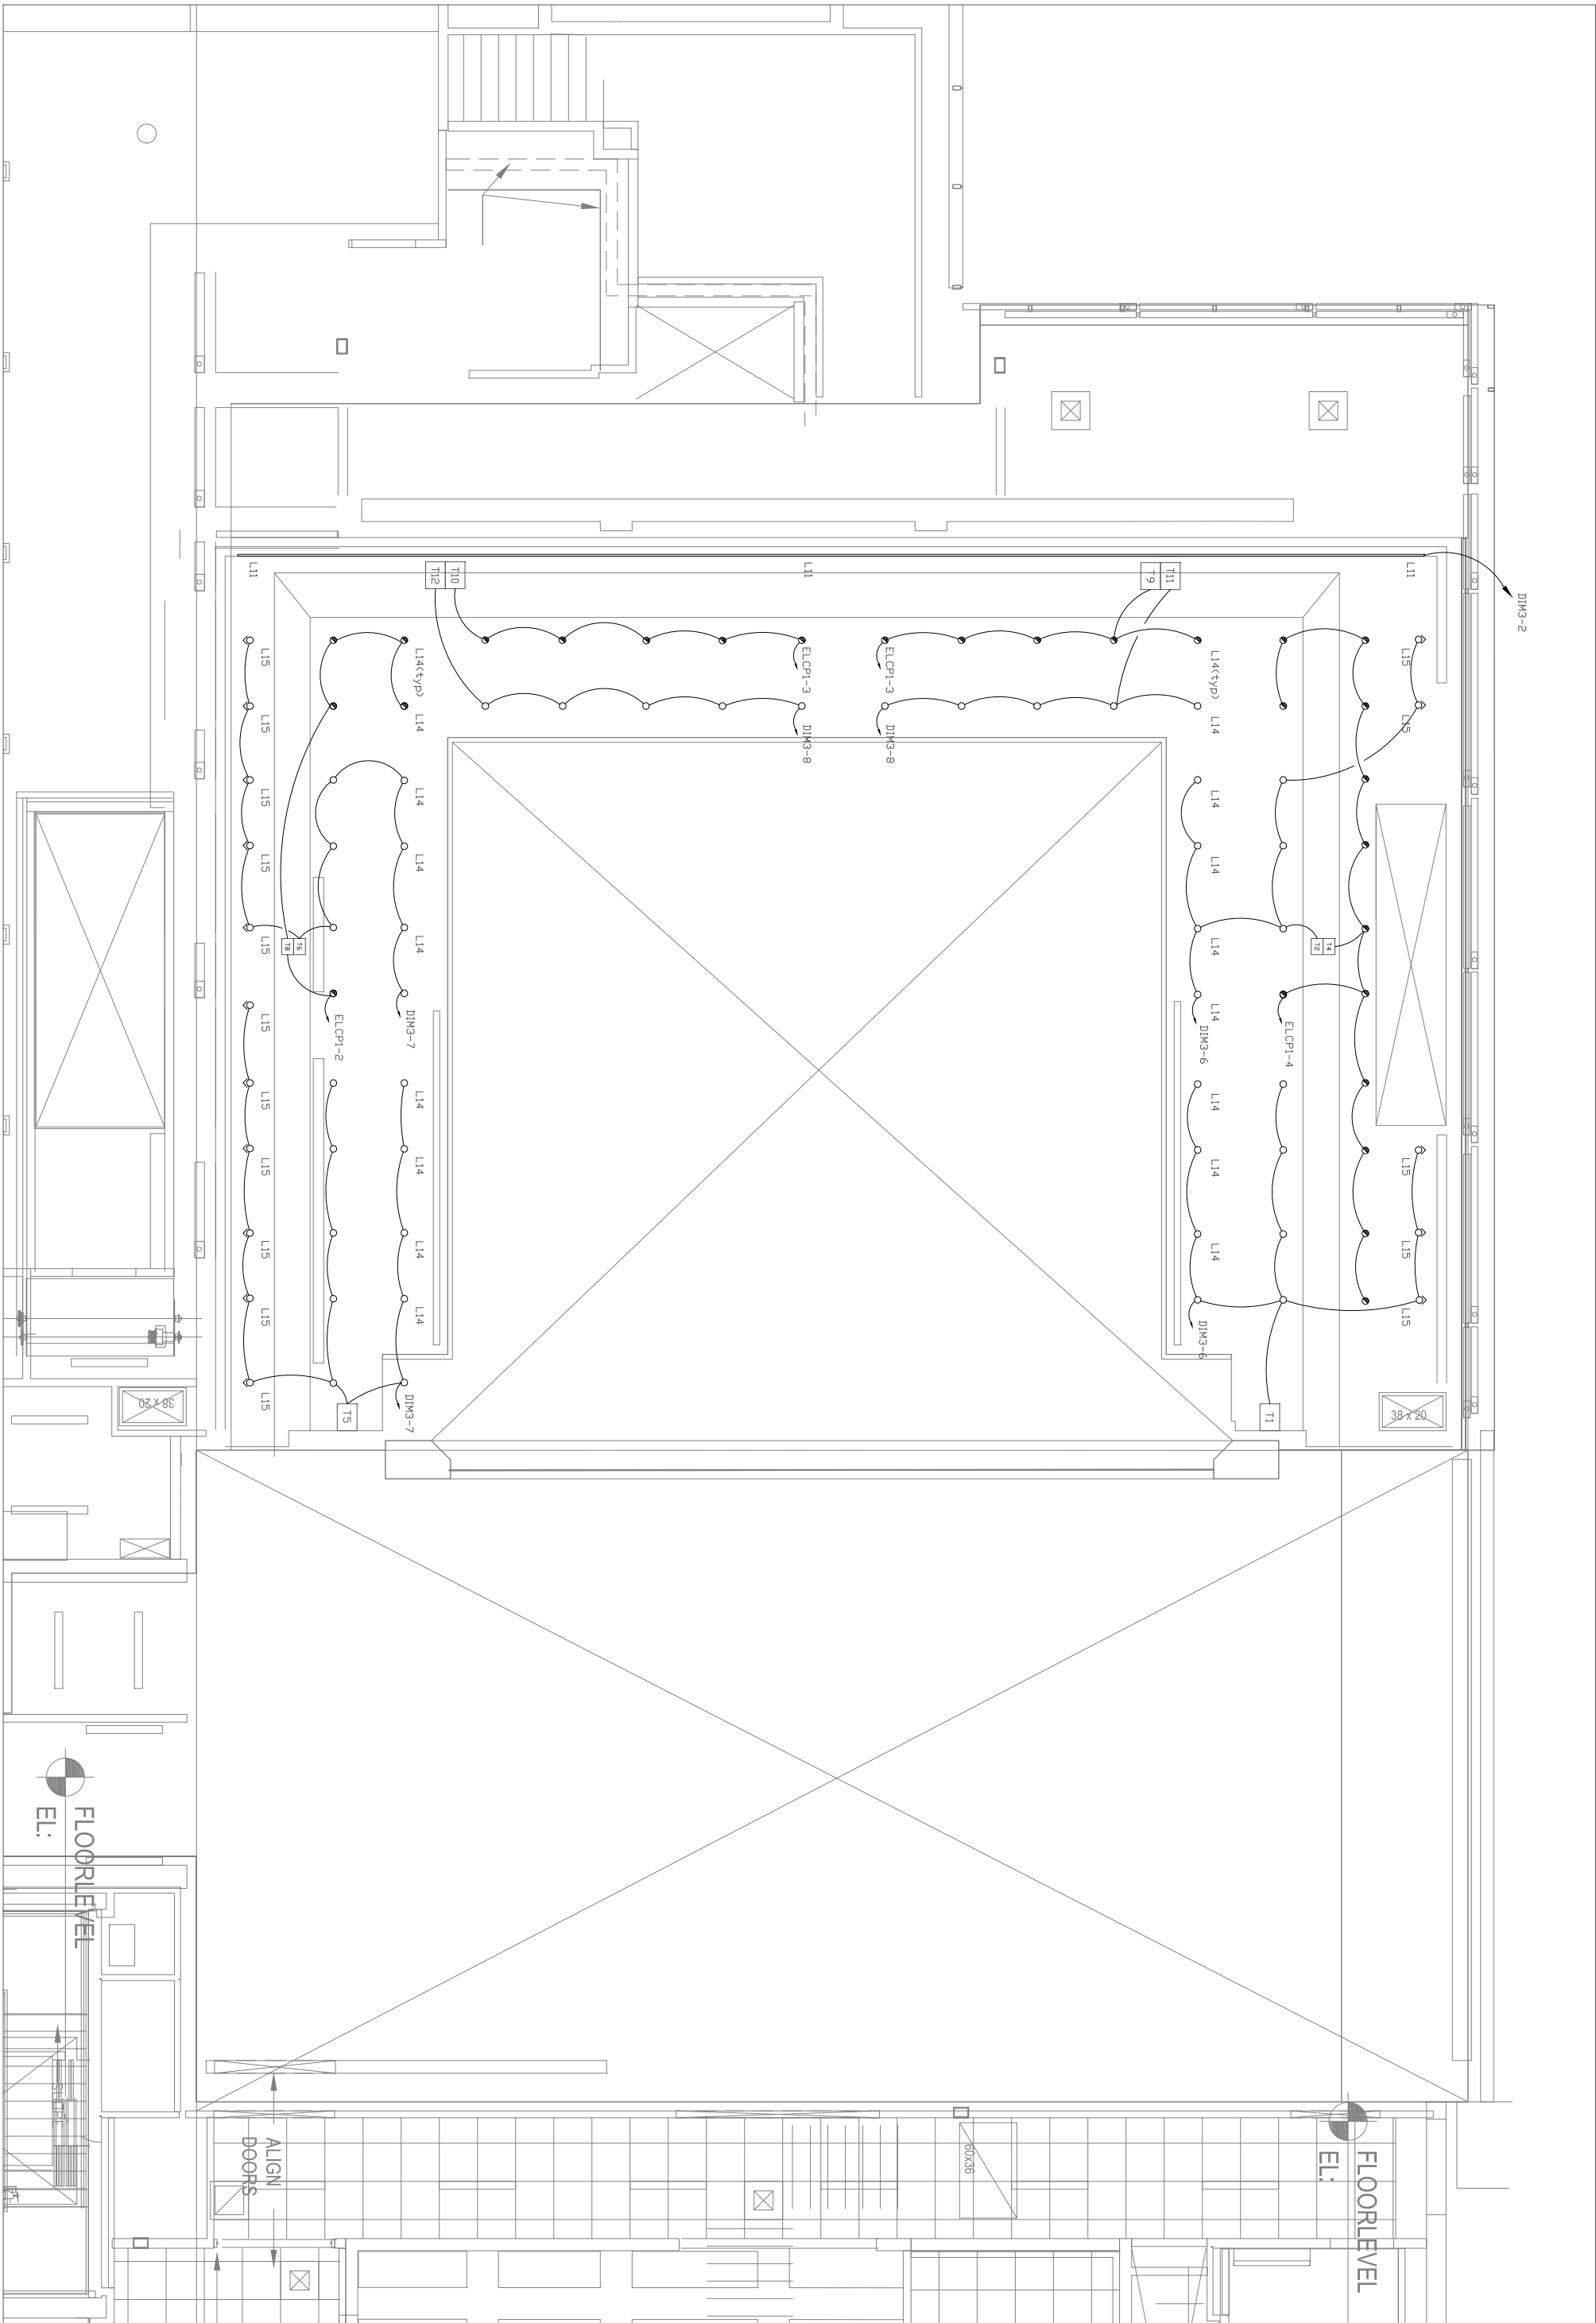 DIM3-2
L11
L11
L11
T12
T10
T9
T11
L15
L14(typ)
ELCP1-3
ELCP1-3
L14(typ)
L15
L15
L14
DIM3-8
DIM3-8
L14
L15
L15
L14
L14
L15
L14
L14
L15
T8
T6
L14
L14
T2
T4
L15
ELCP1-2
DIM3-7
L14
DIM3-6
ELCP1-4
L15
L14
L14
L15
L14
L14
L15
L15
L14
L14
L15
L15
L14
DIM3-6
L15
L15
T5
DIM3-7
T1
38 x 20
38 x 20
FLOORLEVEL
EL:
ALIGN
DOORS
60x36
FLOORLEVEL
EL: